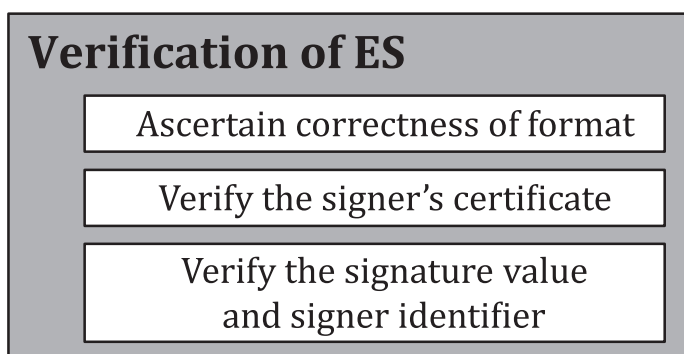 Verification of ES
Ascertain correctness of format
Verify the signer’s certificate
Verify the signature value
and signer identifier